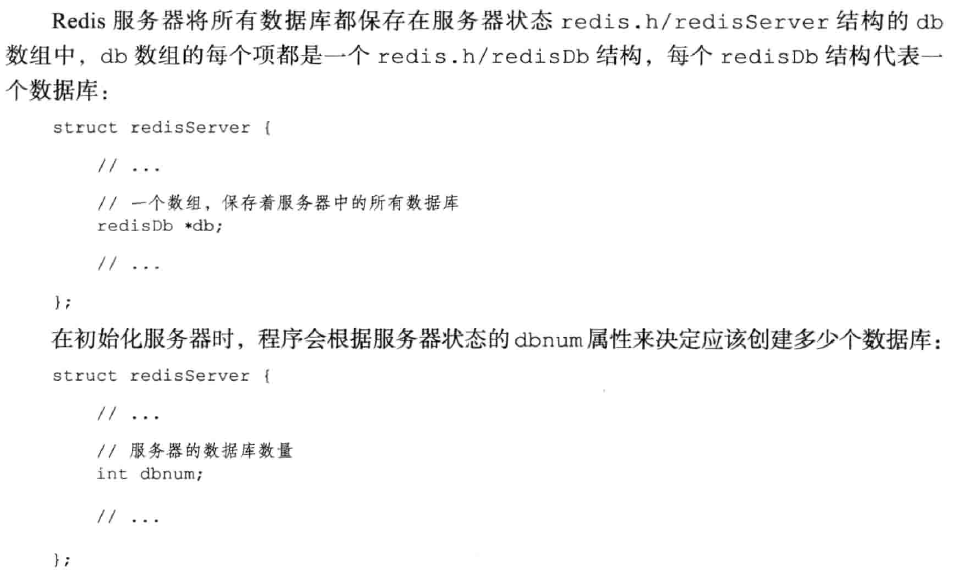 Redis 服务器将所有数据库都保存在服务器状态 redis.h/redisServer 结构的 db
数组中，db 数组的每个项都是一个 redis.h/redisDb 结构，每个 redisDb 结构代表一
个数据库：
struct redisServer {
// ...
// 一个数组，保存着服务器中的所有数据库
redisDb *db;
// ...
};
在初始化服务器时，程序会根据服务器状态的 dbnum 属性来决定应该创建多少个数据库：
struct redisServer {
// ...
// 服务器的数据库数量
int dbnum;
// ...
};